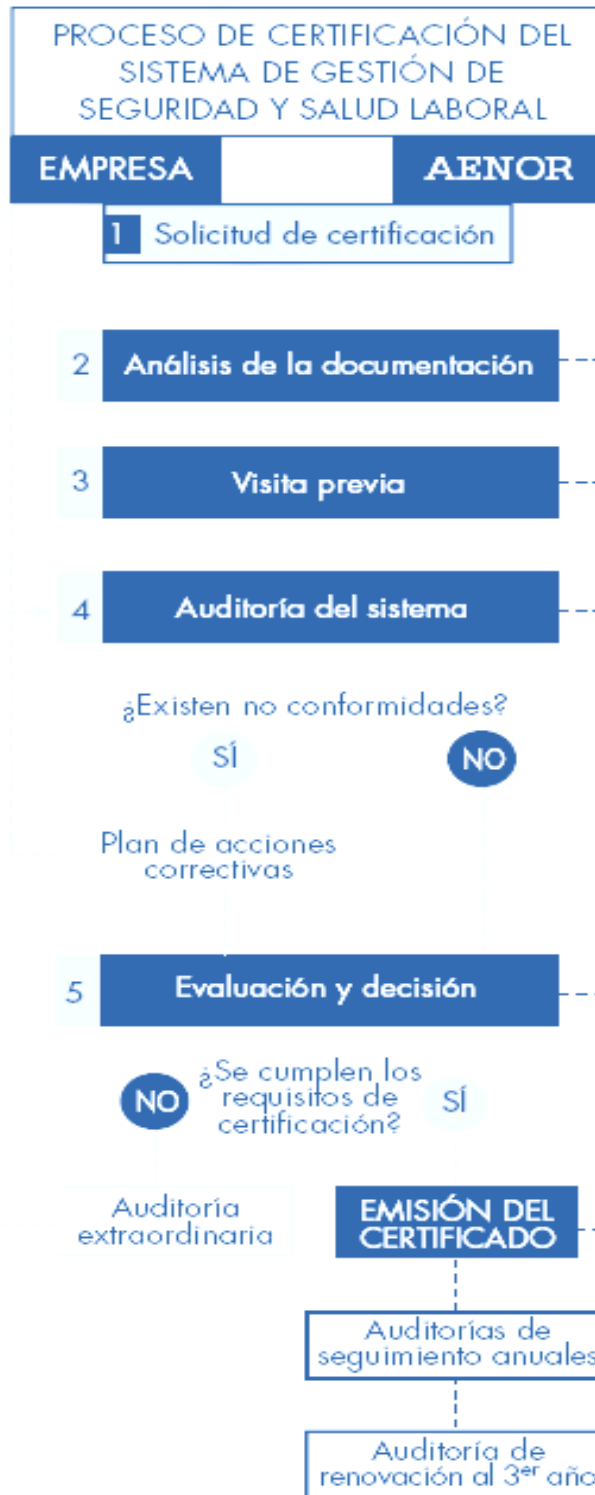 PROCESO DE CERTIFICACIÓN DEL
SISTEMA DE GESTIÓN DE
SEGURIDAD Y SALUD LABORAL
EMPRESA
AENOR
1 Solicitud de certificación
2 Análisis de la documentación
3 Visita previa
4 Auditoría del sistema
¿Existen no conformidades?
SÍ
NO
Plan de acciones
correctivas
5 Evaluación y decisión
NO
¿Se cumplen los
requisitos de
certificación?
SÍ
Auditoría
extraordinaria
EMISIÓN DEL
CERTIFICADO
Auditorías de
seguimiento anuales
Auditoría de
renovación al 3er año